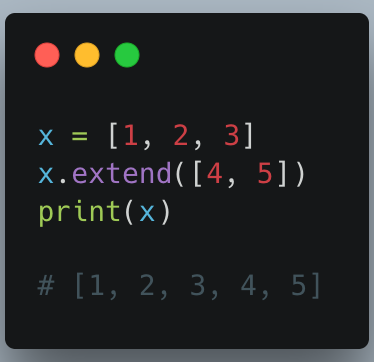 x = [1, 2, 3]
x.extend([4, 5])
print(x)
# [1, 2, 3, 4, 5]